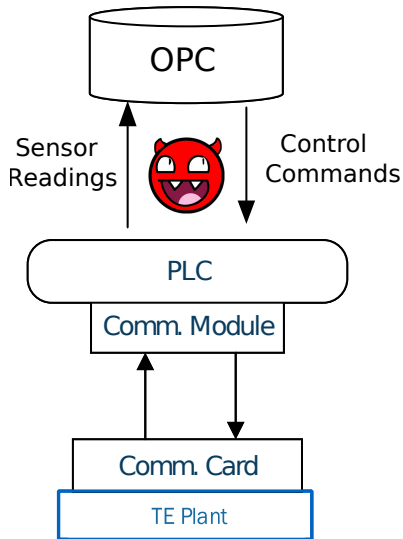 OPC
Sensor
Readings
Control
Commands
PLC
Comm. Module
Comm. Card
TE Plant